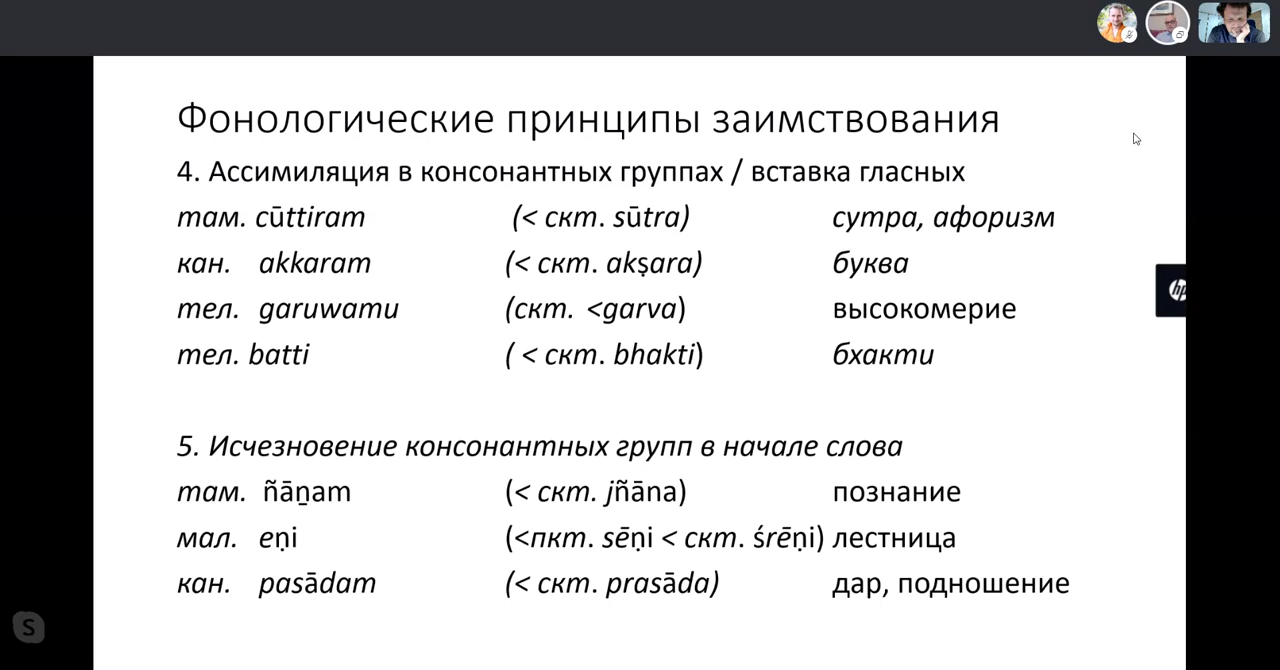 Фонологические принципы заимствования
4. Ассимиляция в консонантных группах / вставка гласных
там. cūttiram (< скт. sūtra) сутра, афоризм
кан. akkaram (< скт. akṣara) буква
тел. garuwamu (скт. <garva) высокомерие
тел. batti ( < скт. bhakti) бхакти
5. Исчезновение консонантных групп в начале слова
там. ñāṉam (< скт. jñāna) познание
мал. eṇi (<пкт. sēṇi < скт. śrēṇi) лестница
кан. pasādam (< скт. prasāda) дар, подношение
hp
S